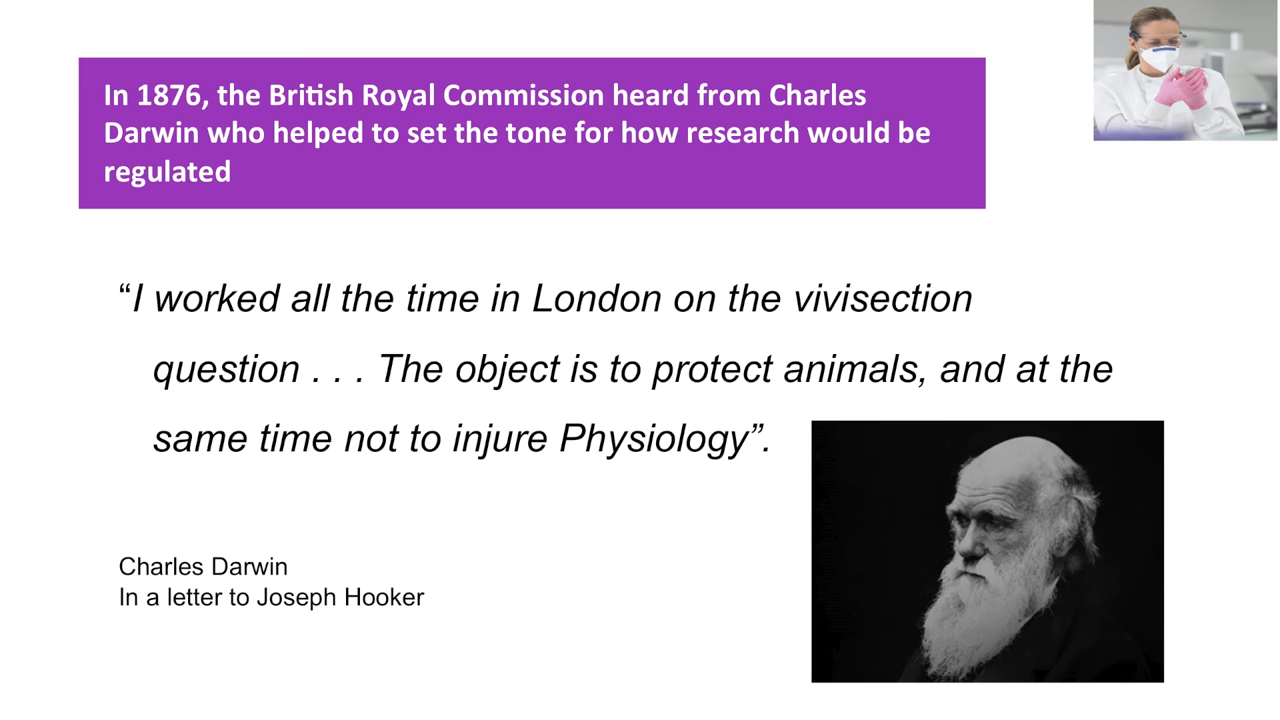 In 1876, the British Royal Commission heard from Charles
Darwin who helped to set the tone for how research would be
regulated
“I worked all the time in London on the vivisection
question . . . The object is to protect animals, and at the
same time not to injure Physiology”.
Charles Darwin
In a letter to Joseph Hooker